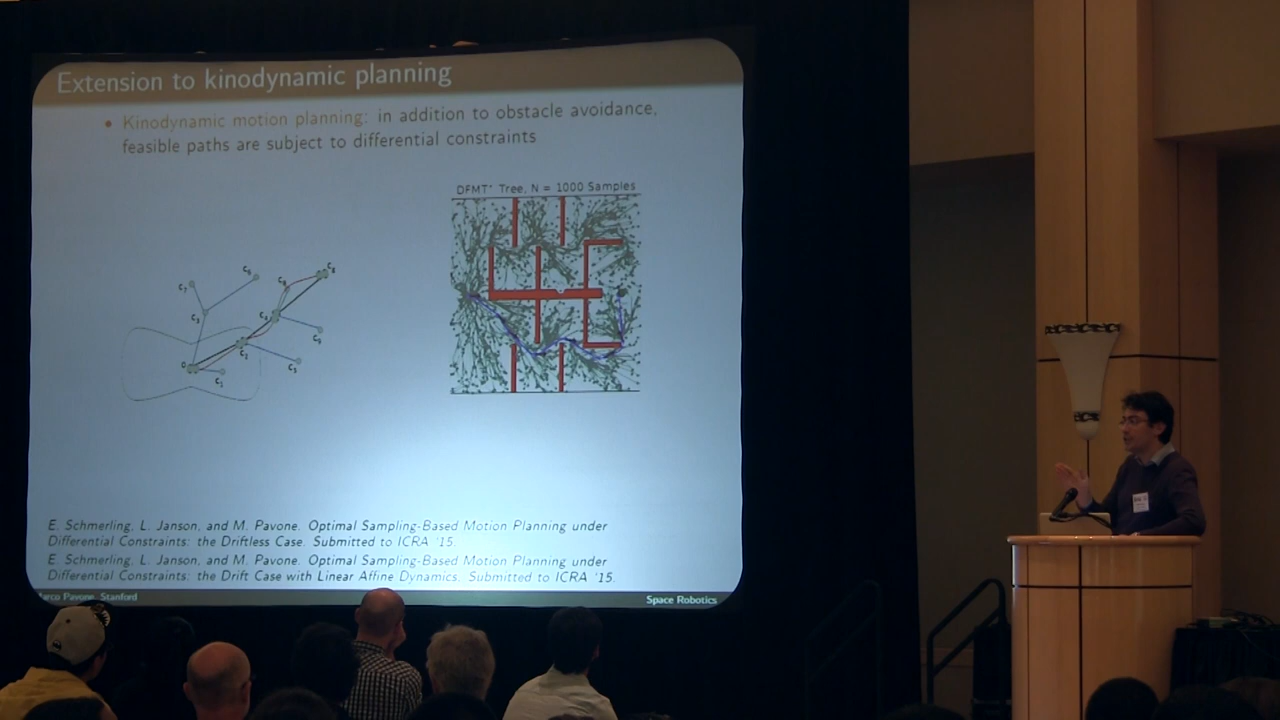 Extension to kinodynamic planning
• Kinodynamic motion planning: in addition to obstacle avoidance,
feasible paths are subject to differential constraints
DFMT* Tree, N = 1000 Samples
E. Schmerling, L. Janson, and M. Pavone. Optimal Sampling-Based Motion Planning under
Differential Constraints: the Driftless Case. Submitted to ICRA '15.
E. Schmerling, L. Janson, and M. Pavone. Optimal Sampling-Based Motion Planning under
Differential Constraints: the Drift Case with Linear Affine Dynamics. Submitted to ICRA '15.
Marco Pavone, Stanford
Space Robotics